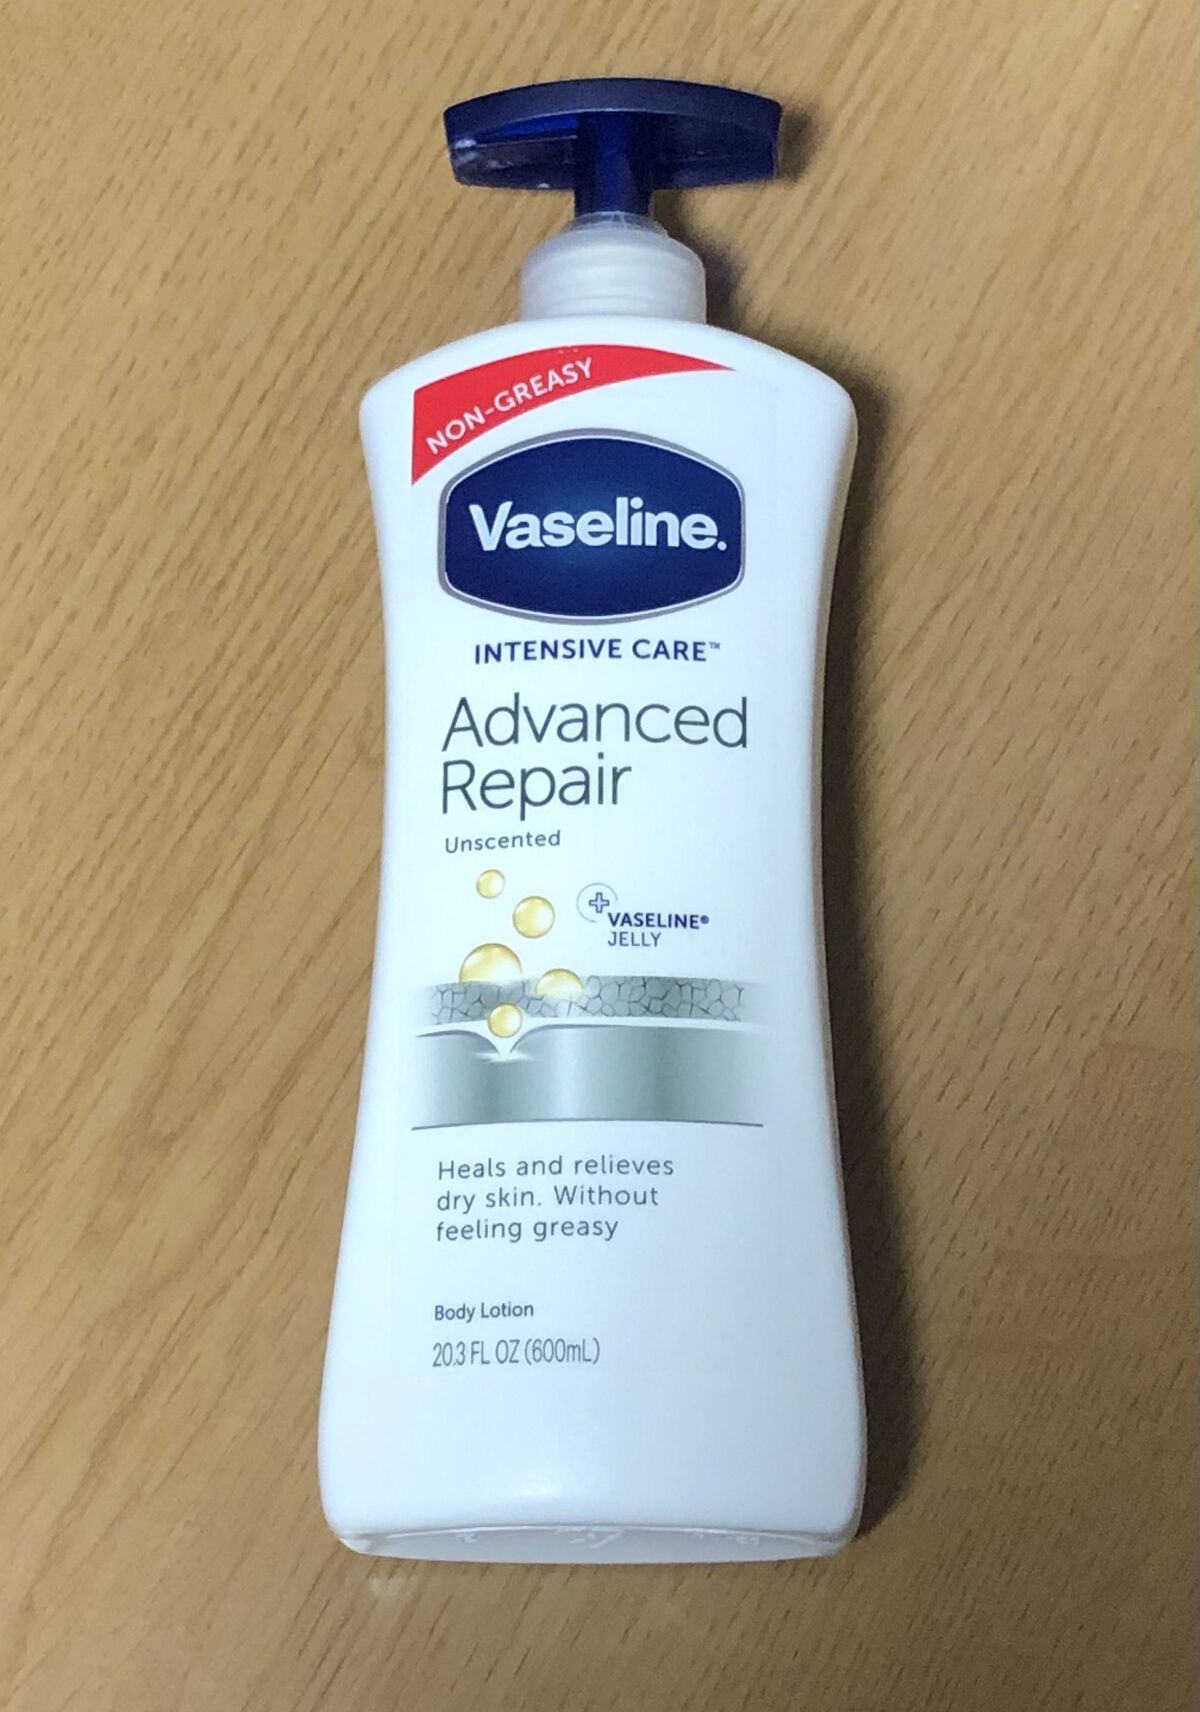 NON-GREASY
Vaseline.
INTENSIVE CARE™
Advanced
Repair
Unscented
VASELINE®
JELLY
Heals and relieves
dry skin. Without
feeling greasy
Body Lotion
20.3 FL OZ (600mL)